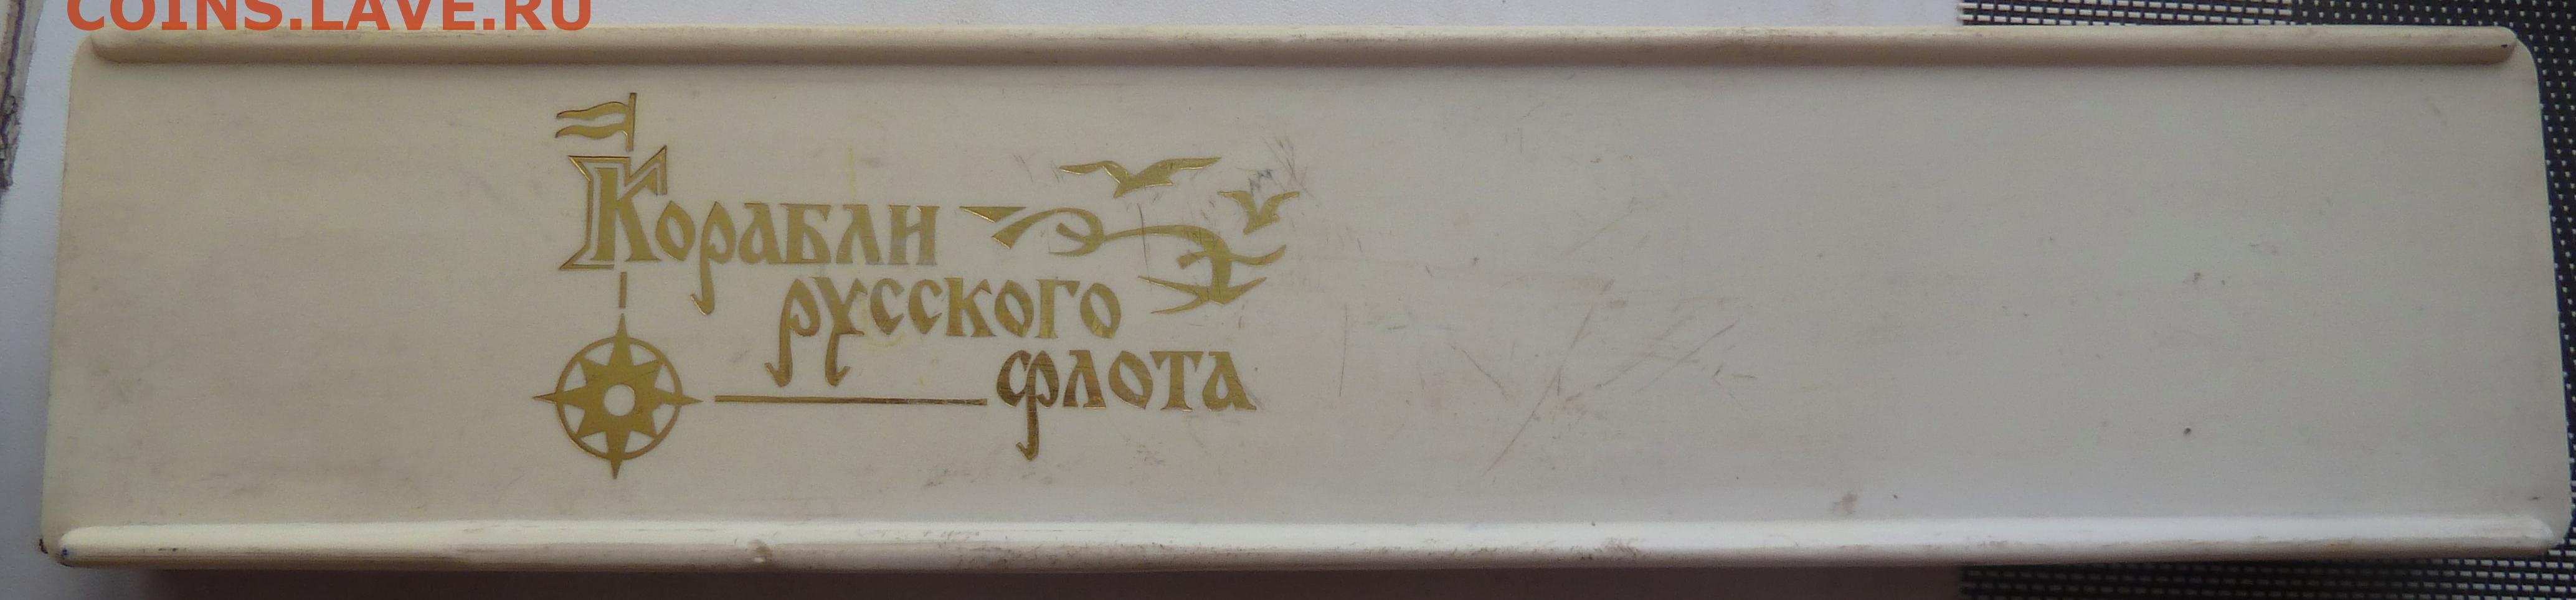 COINS.LAVE.RU
Корабли
русского
флота